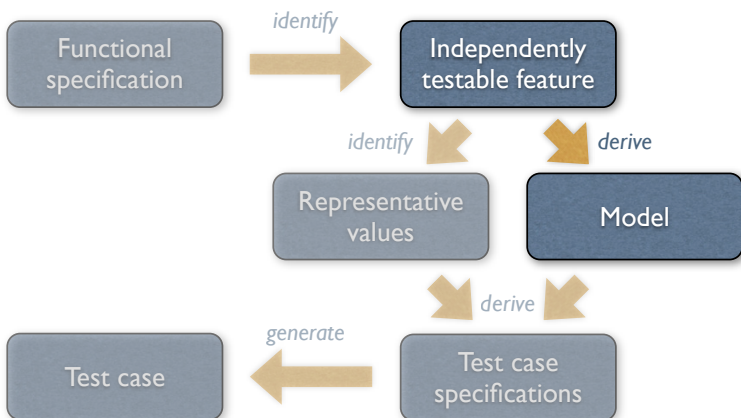 identify
Functional
specification
Independently
testable feature
identify
derive
Representative
values
Model
derive
generate
Test case
Test case
specifications